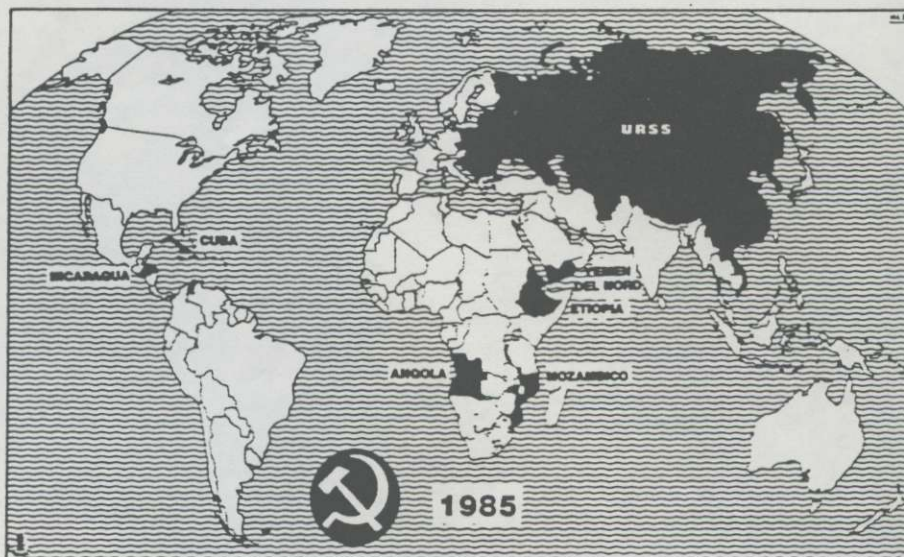 URSS
CUBA
NICARAGUA
YEMEN
DEL NORD
ETIOPIA
ANGOLA
MOZAMBICO
1985